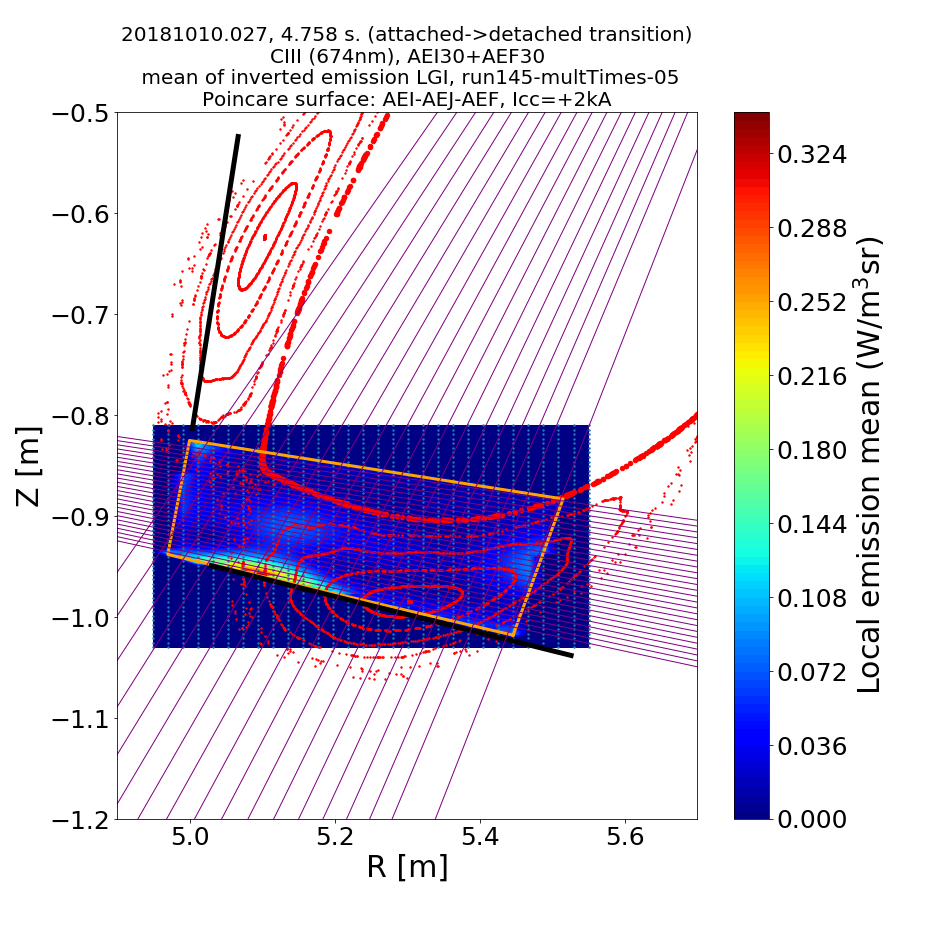 20181010.027, 4.758 s. (attached->detached transition)
CIII (674nm), AEI30+AEF30
mean of inverted emission LGI, run145-multTimes-05
Poincare surface: AEI-AEJ-AEF, Icc=+2kA
−0.5
−0.6
−0.7
−0.8
−0.9
−1.0
−1.1
−1.2
Z [m]
5.0 5.2 5.4 5.6
R [m]
0.324
0.288
0.252
0.216
0.180
0.144
0.108
0.072
0.036
0.000
Local emission mean (W/m³sr)